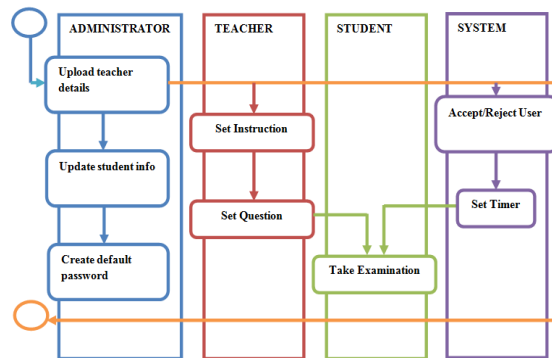 ADMINISTRATOR
TEACHER
STUDENT
SYSTEM
Upload teacher
details
Accept/Reject User
Set Instruction
Update student info
Set Question
Set Timer
Create default
password
Take Examination